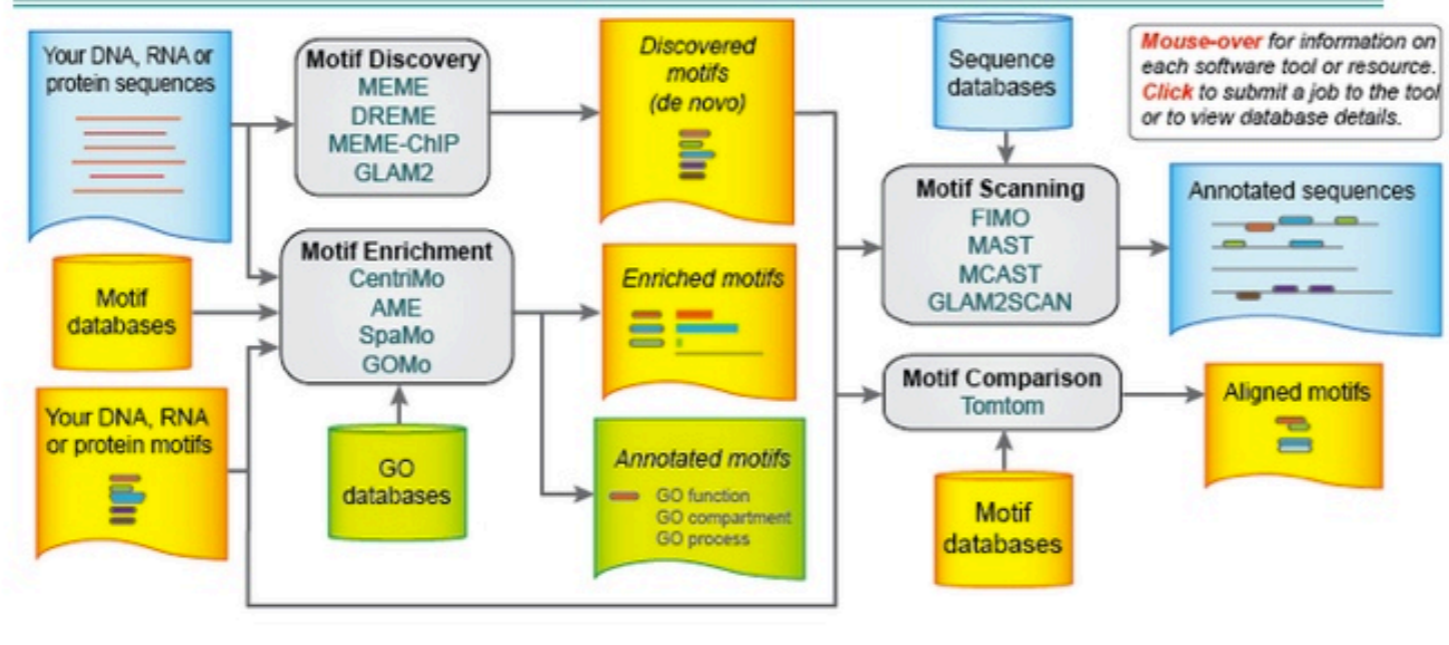 Your DNA, RNA or
protein sequences
Motif Discovery
MEME
DREME
MEME-ChIP
GLAM2
Discovered
motifs
(de novo)
Sequence
databases
Mouse-over for information on
each software tool or resource.
Click to submit a job to the tool
or to view database details.
Motif
databases
Motif Enrichment
CentriMo
AME
SpaMo
GOMo
Enriched motifs
Motif Scanning
FIMO
MAST
MCAST
GLAM2SCAN
Annotated sequences
Your DNA, RNA
or protein motifs
GO
databases
Annotated motifs
GO function
GO compartment
GO process
Motif Comparison
Tomtom
Aligned motifs
Motif
databases